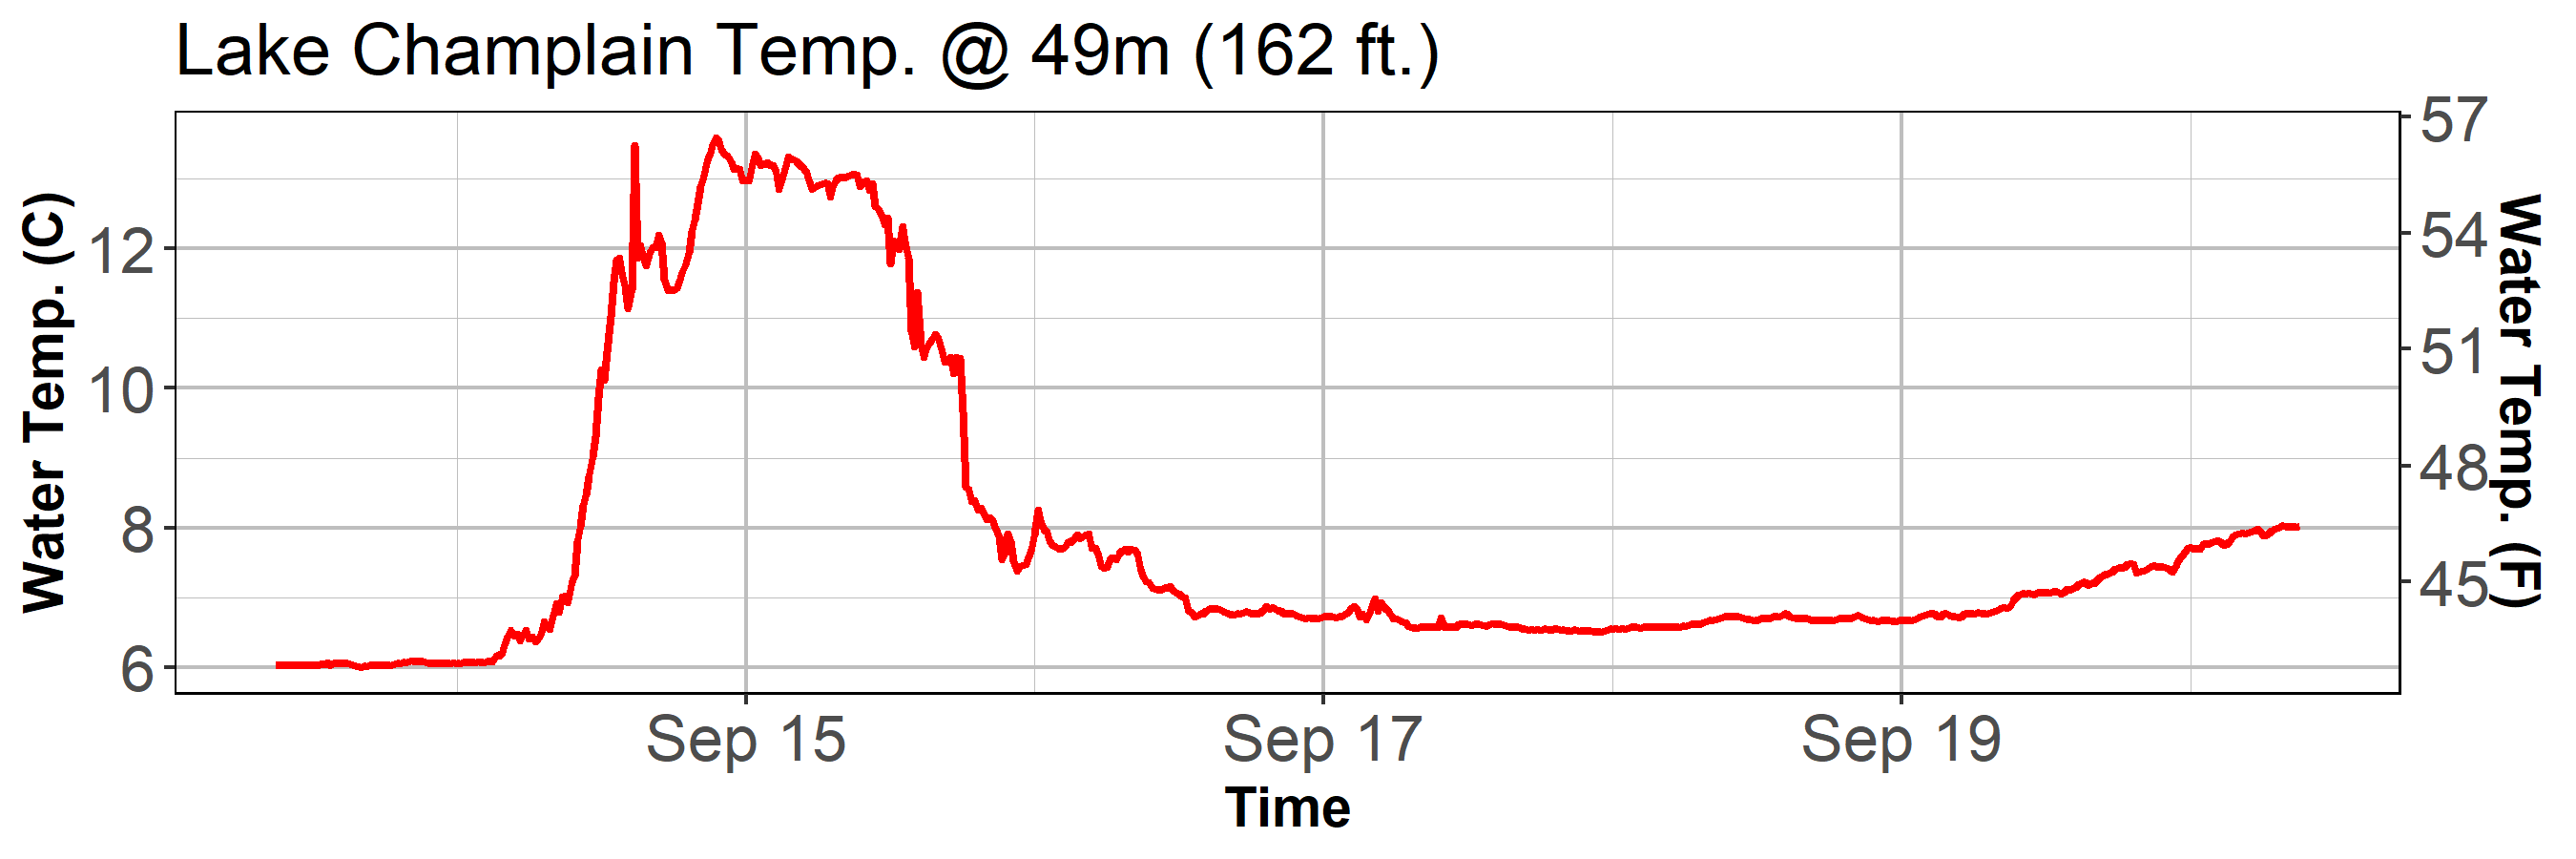 Lake Champlain Temp. @ 49m (162 ft.)
Water Temp. (C)
12
10
8
6
57
54
51
48
45
Water Temp. (F)
Sep 15
Sep 17
Sep 19
Time